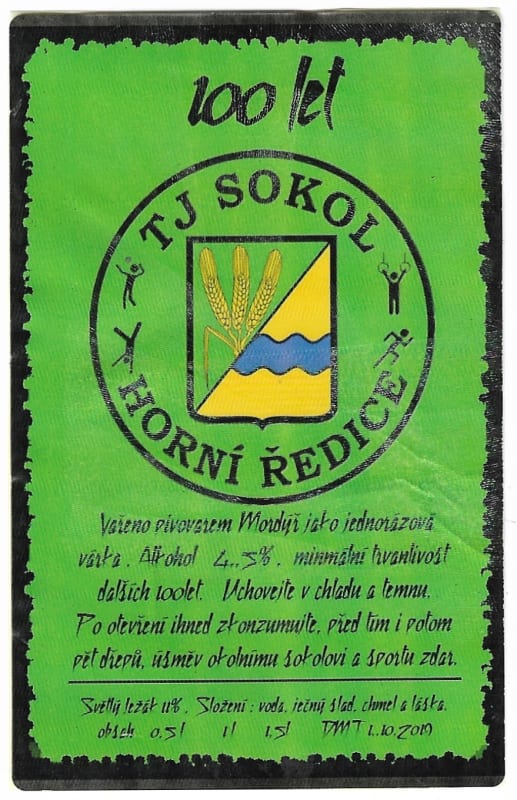 100 let
TJ SOKOL
HORNÍ ŘEDICE
Vařeno pivovarem Mordýř jako jednorázová
várka. Alkohol 4..5%. minmální trvanlivost
dalších 100let. Uchovejte v chladu a temnu.
Po otevření ihned zkonzumujte, před tím i potom
pět dřepů, úsměv okolnímu sokolovi a sportu zdar.
Světlý ležák 11%. Složení: voda, ječný slad, chmel a láska.
obsah 0.5l 1l 1,5l DMT 1.10.2019